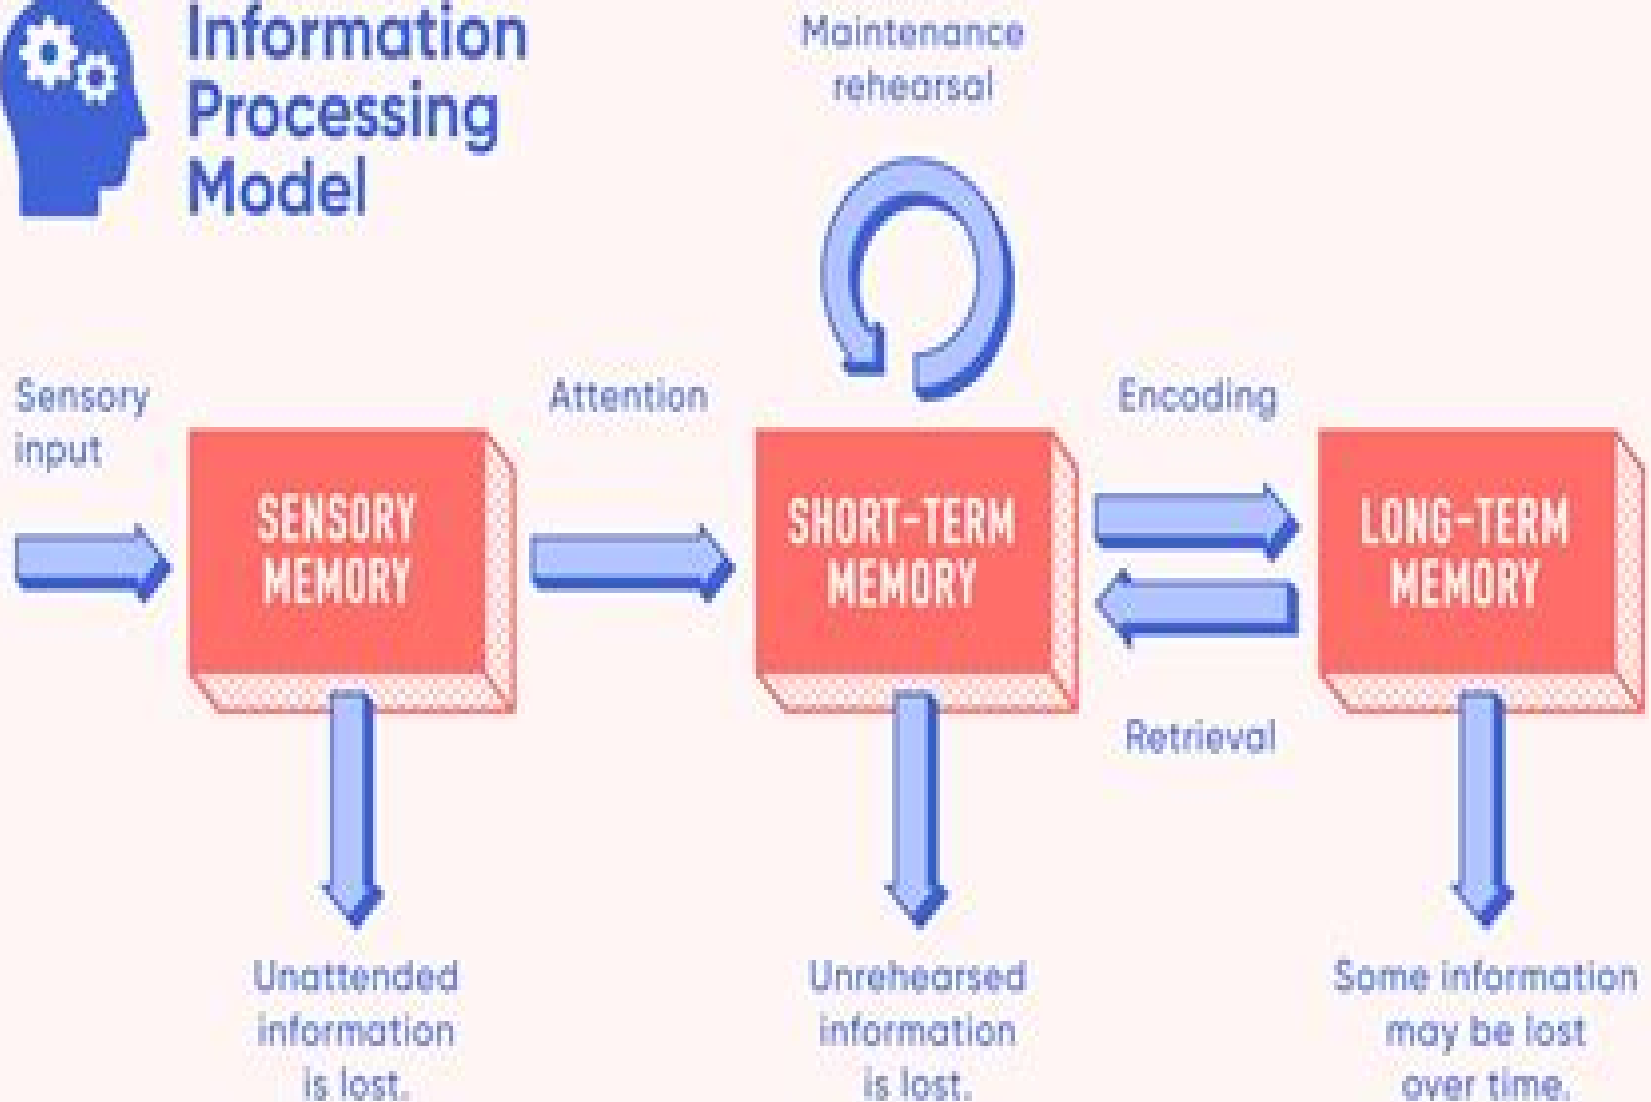 Information
Processing
Model
Maintenance
rehearsal
Sensory
input
Attention
Encoding
SENSORY
MEMORY
SHORT-TERM
MEMORY
LONG-TERM
MEMORY
Retrieval
Unattended
information
is lost.
Unrehearsed
information
is lost.
Some information
may be lost
over time.